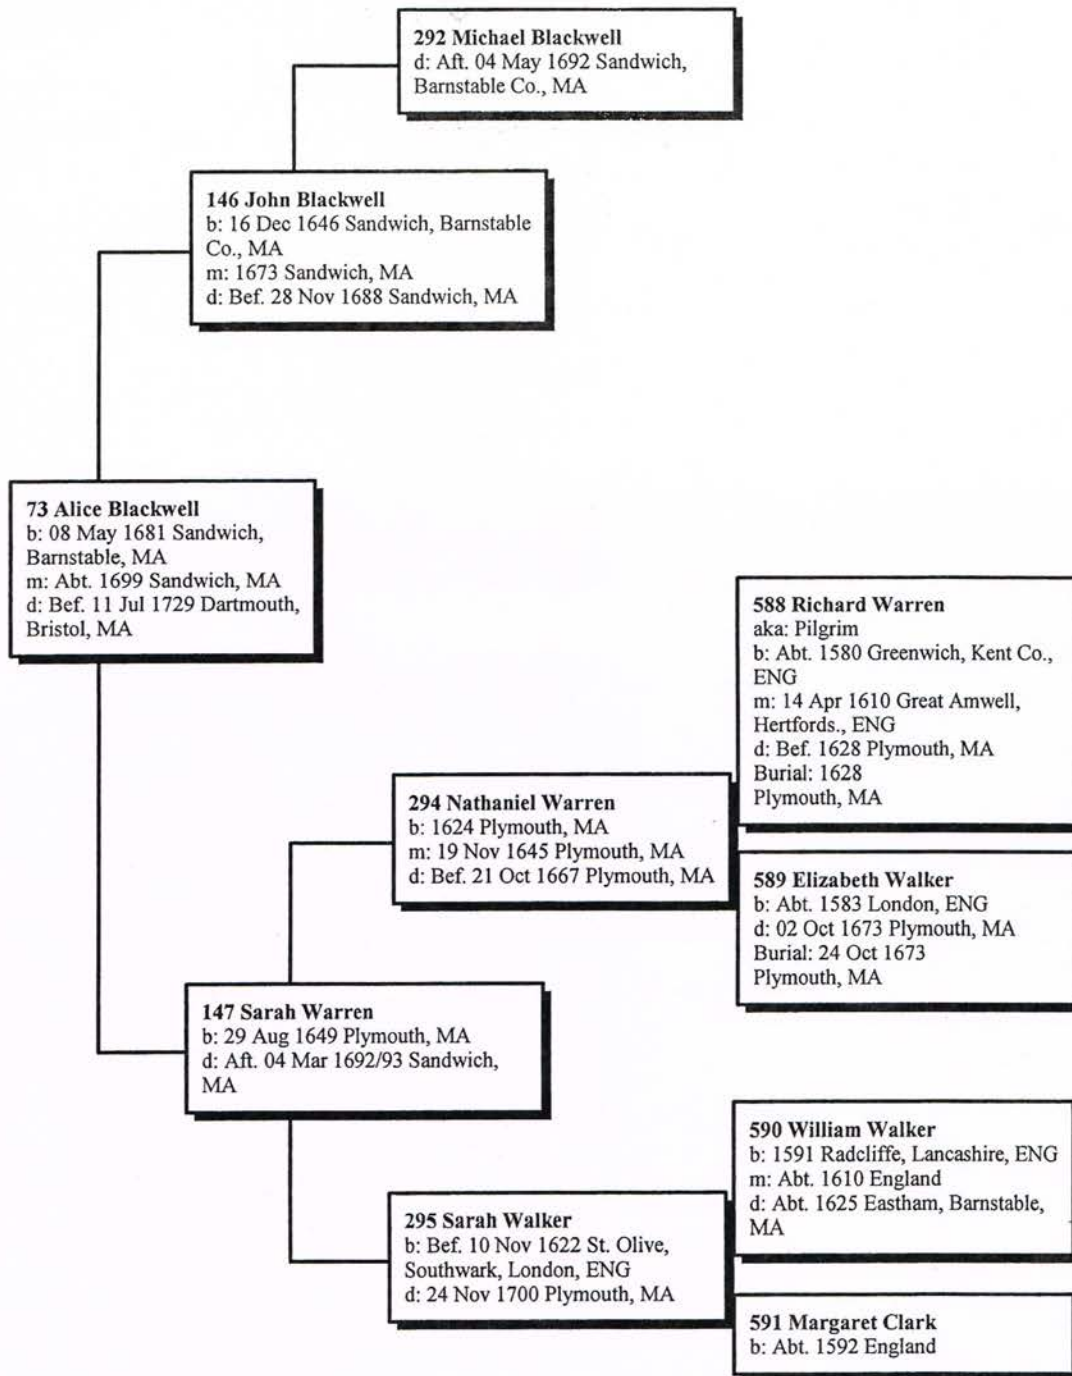 292 Michael Blackwell
d: Aft. 04 May 1692 Sandwich,
Barnstable Co., MA
146 John Blackwell
b: 16 Dec 1646 Sandwich, Barnstable
Co., MA
m: 1673 Sandwich, MA
d: Bef. 28 Nov 1688 Sandwich, MA
73 Alice Blackwell
b: 08 May 1681 Sandwich,
Barnstable, MA
m: Abt. 1699 Sandwich, MA
d: Bef. 11 Jul 1729 Dartmouth,
Bristol, MA
588 Richard Warren
aka: Pilgrim
b: Abt. 1580 Greenwich, Kent Co.,
ENG
m: 14 Apr 1610 Great Amwell,
Hertfords., ENG
d: Bef. 1628 Plymouth, MA
Burial: 1628
Plymouth, MA
294 Nathaniel Warren
b: 1624 Plymouth, MA
m: 19 Nov 1645 Plymouth, MA
d: Bef. 21 Oct 1667 Plymouth, MA
589 Elizabeth Walker
b: Abt. 1583 London, ENG
d: 02 Oct 1673 Plymouth, MA
Burial: 24 Oct 1673
Plymouth, MA
147 Sarah Warren
b: 29 Aug 1649 Plymouth, MA
d: Aft. 04 Mar 1692/93 Sandwich,
MA
590 William Walker
b: 1591 Radcliffe, Lancashire, ENG
m: Abt. 1610 England
d: Abt. 1625 Eastham, Barnstable,
MA
295 Sarah Walker
b: Bef. 10 Nov 1622 St. Olive,
Southwark, London, ENG
d: 24 Nov 1700 Plymouth, MA
591 Margaret Clark
b: Abt. 1592 England